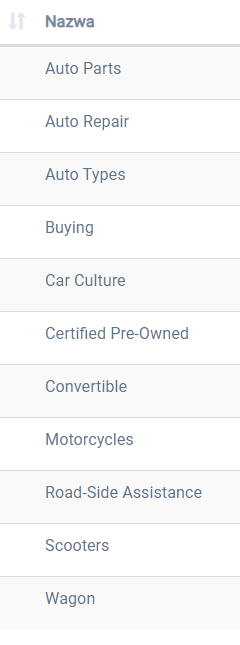 Nazwa
Auto Parts
Auto Repair
Auto Types
Buying
Car Culture
Certified Pre-Owned
Convertible
Motorcycles
Road-Side Assistance
Scooters
Wagon